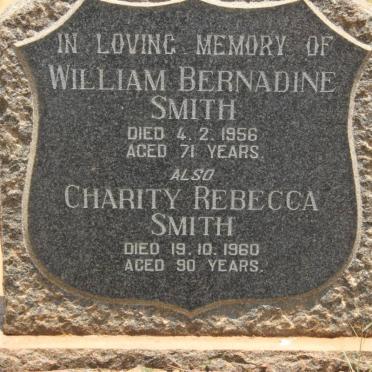 IN LOVING MEMORY OF
WILLIAM BERNADINE
SMITH
DIED 4.2.1956
AGED 71 YEARS.
ALSO
CHARITY REBECCA
SMITH
DIED 19.10.1960
AGED 90 YEARS.